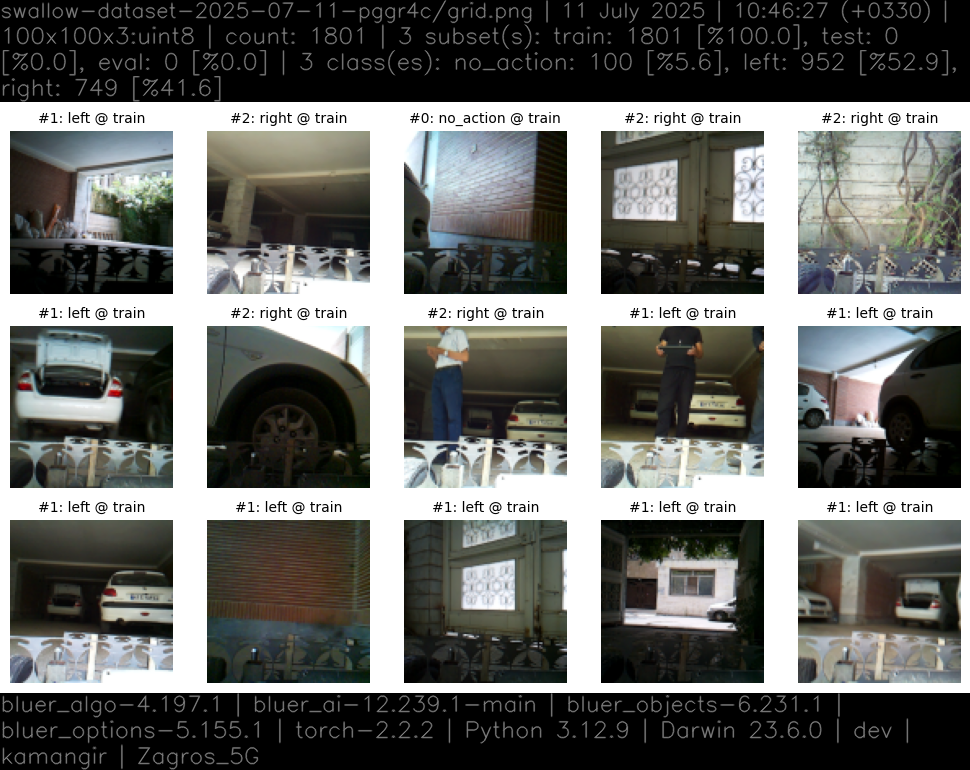 swallow-dataset-2025-07-11-pggr4c/grid.png | 11 July 2025 | 10:46:27 (+0330) |
100x100x3:uint8 | count: 1801 | 3 subset(s): train: 1801 [%100.0], test: 0
[%0.0], eval: 0 [%0.0] | 3 class(es): no_action: 100 [%5.6], left: 952 [%52.9],
right: 749 [%41.6]
#1: left @ train
#2: right @ train
#0: no_action @ train
#2: right @ train
#2: right @ train
#1: left @ train
#2: right @ train
#2: right @ train
#1: left @ train
#1: left @ train
#1: left @ train
#1: left @ train
#1: left @ train
#1: left @ train
#1: left @ train
bluer_algo-4.197.1 | bluer_ai-12.239.1-main | bluer_objects-6.231.1 |
bluer_options-5.155.1 | torch-2.2.2 | Python 3.12.9 | Darwin 23.6.0 | dev |
kamangir | Zagros_5G